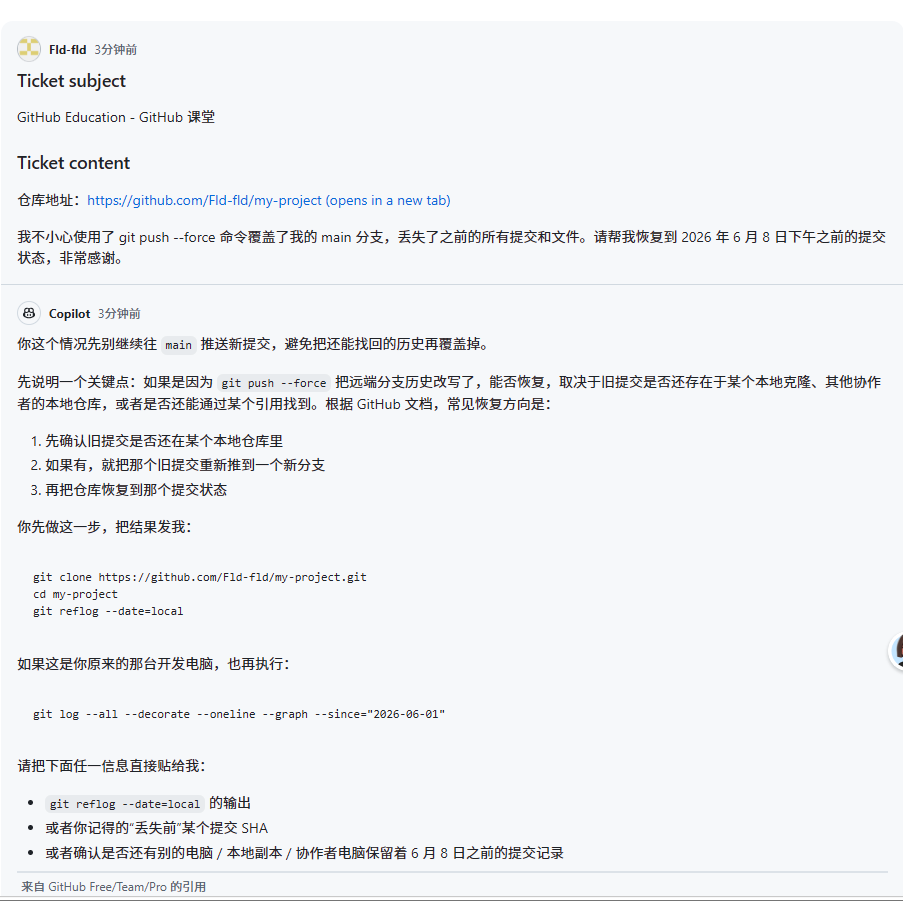 Fld-fld 3分钟前
Ticket subject
GitHub Education - GitHub 课堂
Ticket content
仓库地址：https://github.com/Fld-fld/my-project (opens in a new tab)
我不小心使用了 git push --force 命令覆盖了我的 main 分支，丢失了之前的所有提交和文件。请帮我恢复到 2026 年 6 月 8 日下午之前的提交
状态，非常感谢。
Copilot 3分钟前
你这个情况先别继续往 main 推送新提交，避免把还能找回的历史再覆盖掉。
先说明一个关键点：如果是因为 git push --force 把远端分支历史改写了，能否恢复，取决于旧提交是否还存在于某个本地克隆、其他协作
者的本地仓库，或者是否还能通过某个引用找到。根据 GitHub 文档，常见恢复方向是：
1. 先确认旧提交是否还在某个本地仓库里
2. 如果有，就把那个旧提交重新推到一个新分支
3. 再把仓库恢复到那个提交状态
你先做这一步，把结果发我：
git clone https://github.com/Fld-fld/my-project.git
cd my-project
git reflog --date=local
如果这是你原来的那台开发电脑，也再执行：
git log --all --decorate --oneline --graph --since="2026-06-01"
请把下面任一信息直接贴给我：
• git reflog --date=local 的输出
• 或者你记得的“丢失前”某个提交 SHA
• 或者确认是否还有别的电脑 / 本地副本 / 协作者电脑保留着 6 月 8 日之前的提交记录
来自 GitHub Free/Team/Pro 的引用